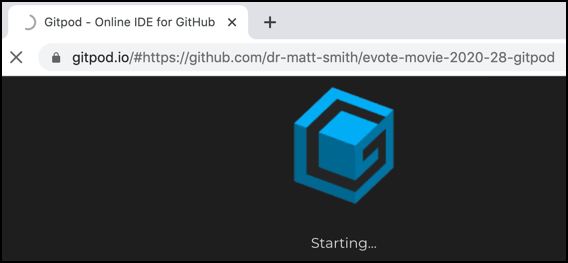 Gitpod - Online IDE for GitHub
gitpod.io/#https://github.com/dr-matt-smith/evote-movie-2020-28-gitpod
Starting...